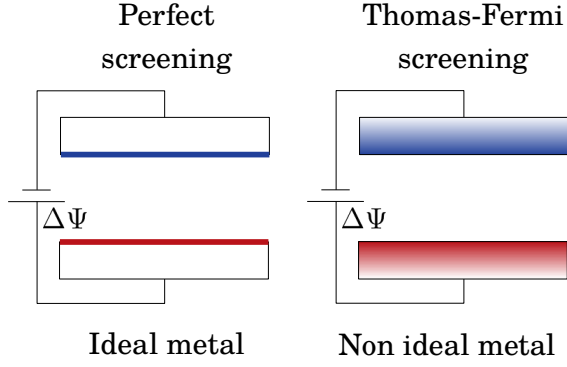 Perfect
screening
Thomas-Fermi
screening
ΔΨ
ΔΨ
Ideal metal
Non ideal metal